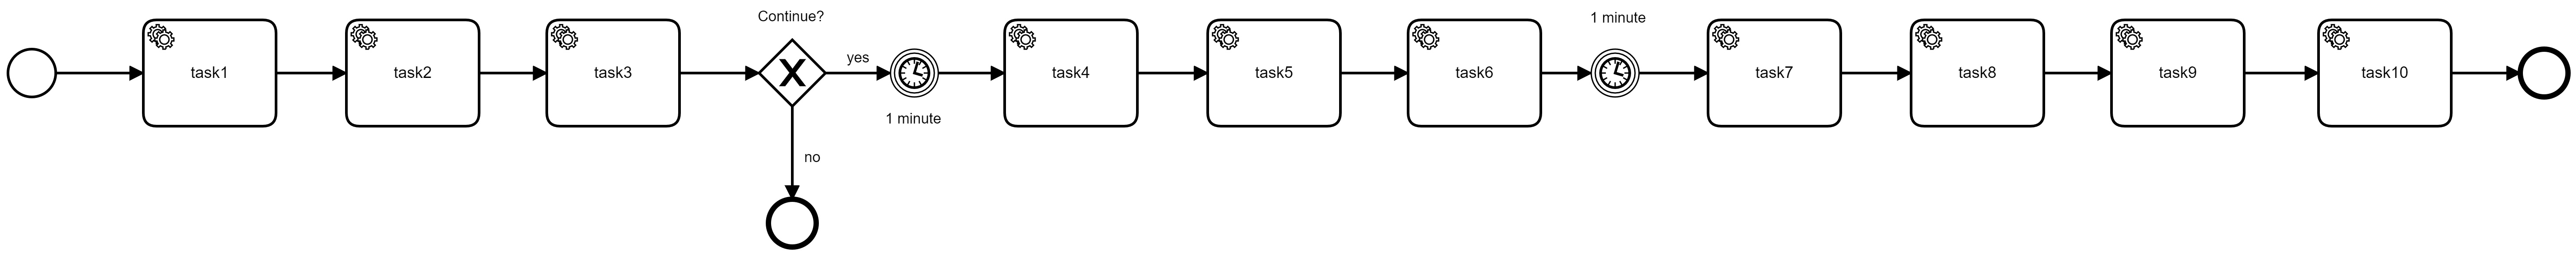 task1
task2
task3
Continue?
yes
no
1 minute
task4
task5
task6
1 minute
task7
task8
task9
task10